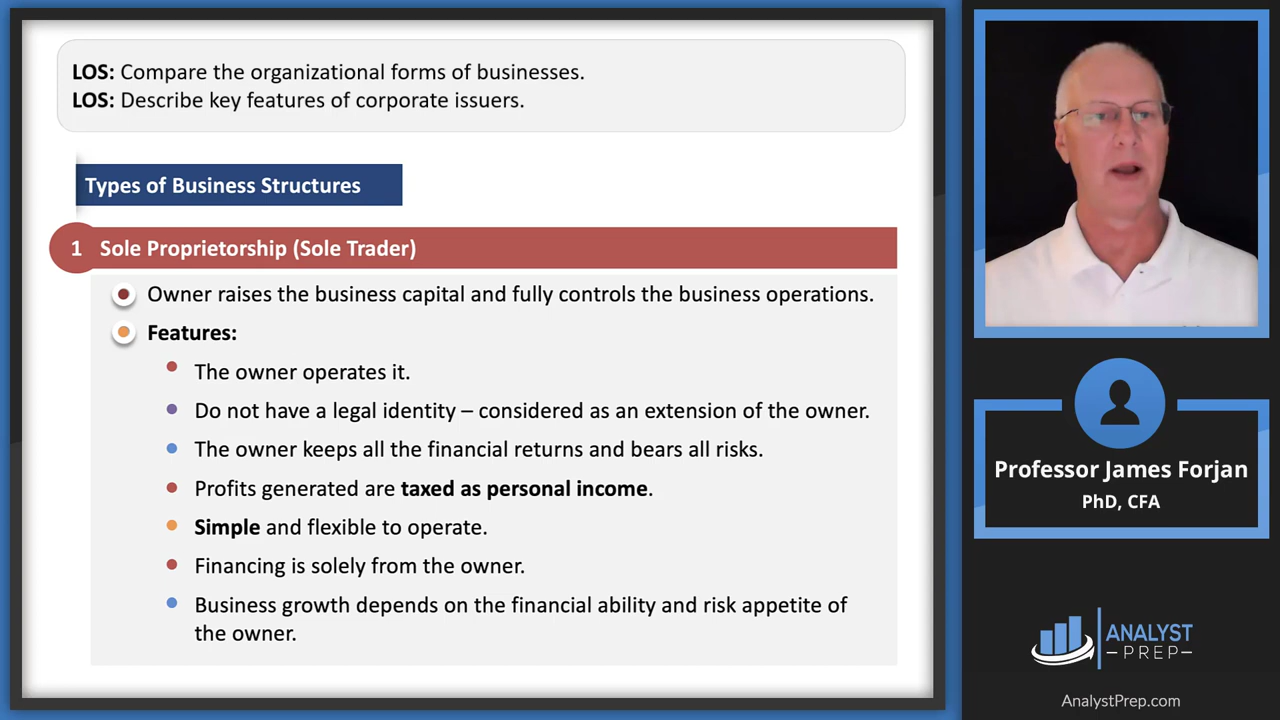 LOS: Compare the organizational forms of businesses.
LOS: Describe key features of corporate issuers.
Types of Business Structures
1 Sole Proprietorship (Sole Trader)
Owner raises the business capital and fully controls the business operations.
Features:
The owner operates it.
Do not have a legal identity – considered as an extension of the owner.
The owner keeps all the financial returns and bears all risks.
Profits generated are taxed as personal income.
Simple and flexible to operate.
Financing is solely from the owner.
Business growth depends on the financial ability and risk appetite of
the owner.
Professor James Forjan
PhD, CFA
ANALYST
–PREP–
AnalystPrep.com